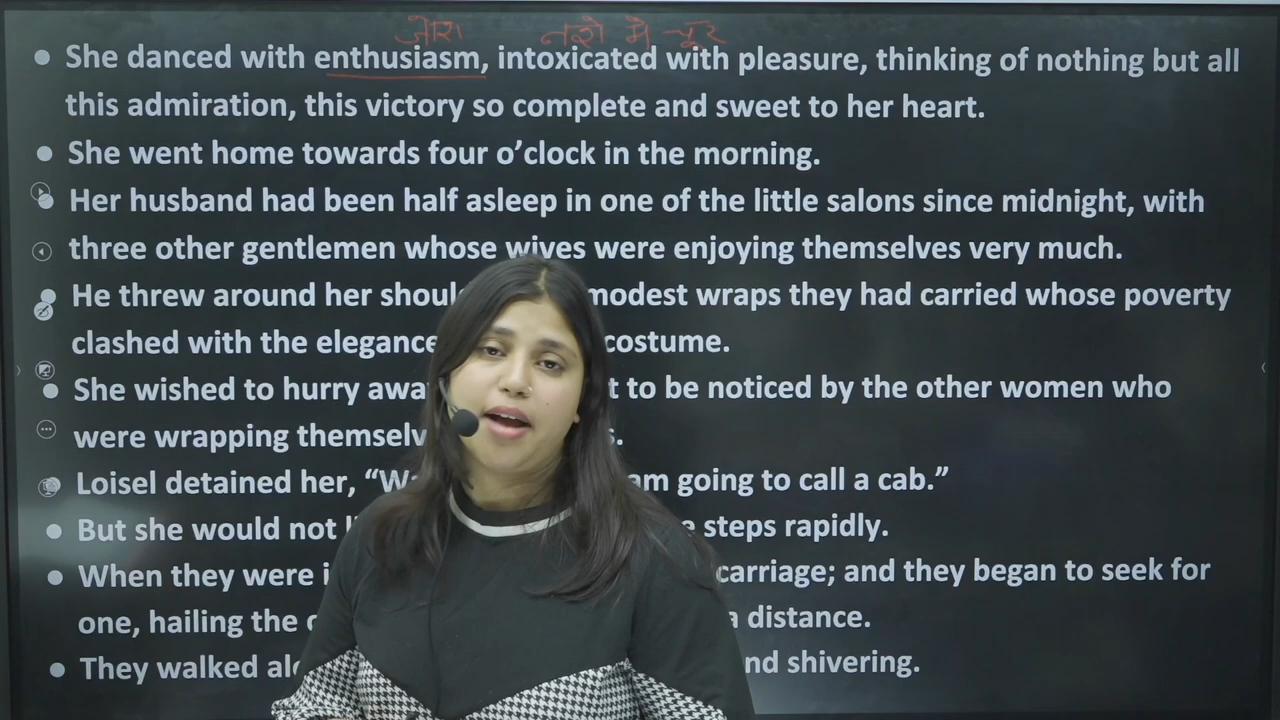 जोश नशे में चूर
• She danced with enthusiasm, intoxicated with pleasure, thinking of nothing but all
this admiration, this victory so complete and sweet to her heart.
• She went home towards four o’clock in the morning.
• Her husband had been half asleep in one of the little salons since midnight, with
three other gentlemen whose wives were enjoying themselves very much.
• He threw around her modest wraps they had carried whose poverty
clashed with the elegance costume.
• She wished to hurry to be noticed by the other women who
were wrapping
• Loisel detained her, am going to call a cab.”
• But she would not steps rapidly.
• When they were carriage; and they began to seek for
one, hailing the a distance.
• They walked shivering.